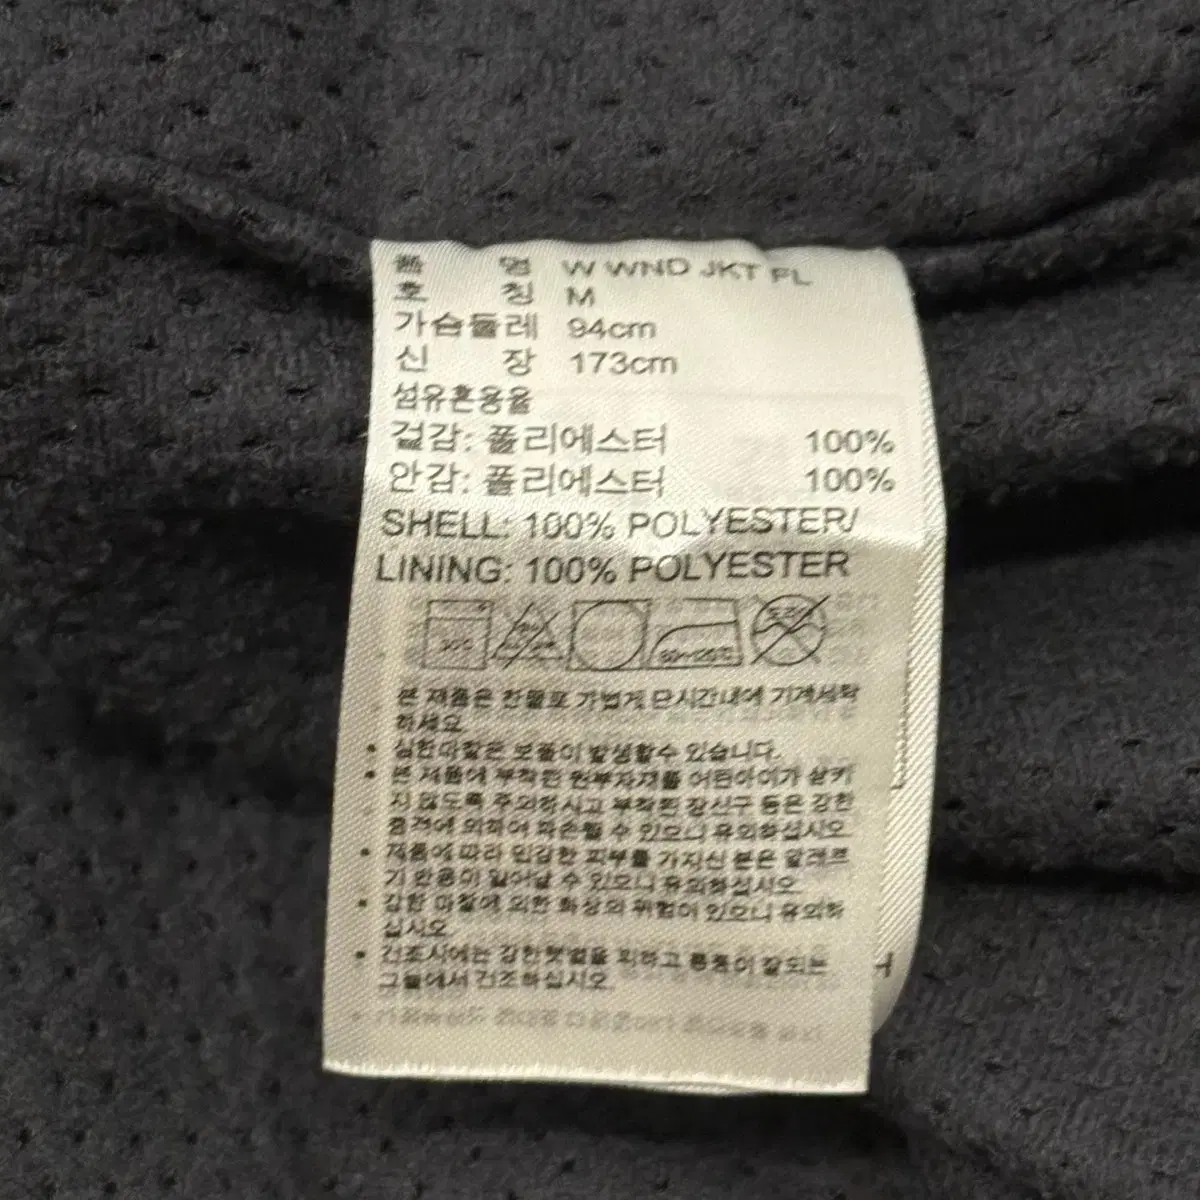 품 명 W WND JKT FL
호 칭 M
가슴둘레 94cm
신 장 173cm
섬유혼용율
겉감: 폴리에스터 100%
안감: 폴리에스터 100%
SHELL: 100% POLYESTER/
LINING: 100% POLYESTER
본 제품은 찬물로 가볍게 단시간내에 기계세탁
하세요.
• 심한마찰은 보풀이 발생할수 있습니다.
• 본 제품에 부착된 원부자재를 어린아이가 삼키
지 않도록 주의하시고 부착된 장신구 등은 강한
충격에 의하여 파손될 수 있으니 유의하십시오.
• 제품에 따라 민감한 피부를 가지신 분은 알레르
기 반응이 일어날 수 있으니 유의하십시오.
• 강한 마찰에 의한 화상의 위험이 있으니 유의하
십시오.
• 건조시에는 강한햇볕을 피하고 통풍이 잘되는
그늘에서 건조하십시오.